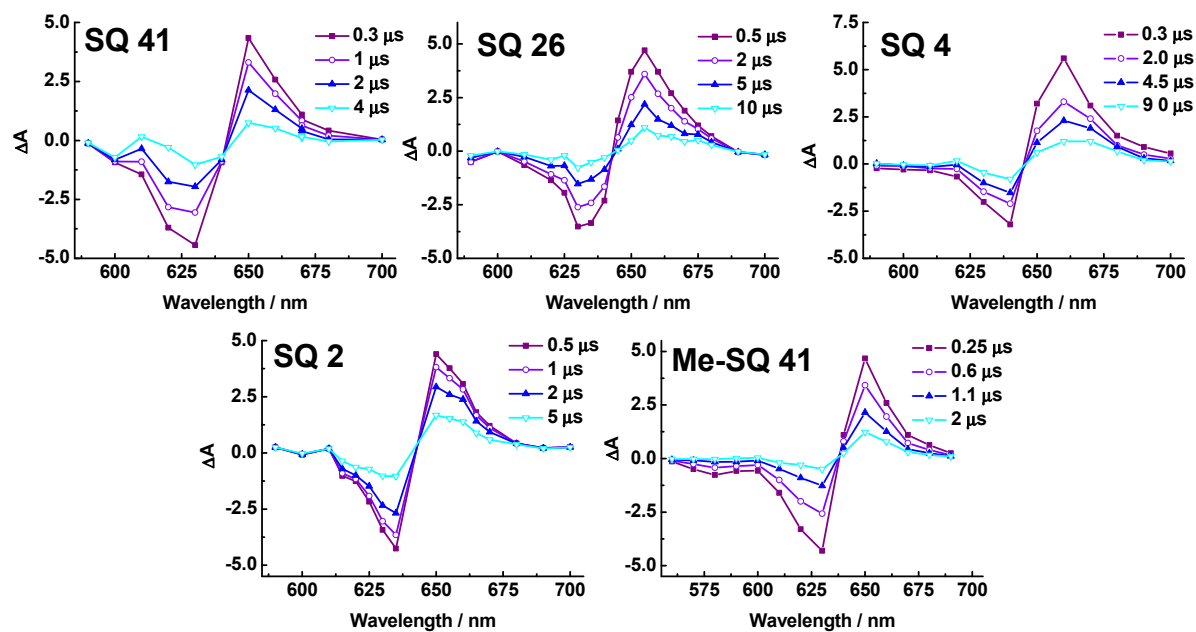 SQ 41
0.3 µs
1 µs
2 µs
4 µs
5.0
2.5
0.0
-2.5
-5.0
ΔA
600 625 650 675 700
Wavelength / nm
SQ 26
0.5 µs
2 µs
5 µs
10 µs
5.0
2.5
0.0
-2.5
-5.0
ΔA
600 625 650 675 700
Wavelength / nm
SQ 4
0.3 µs
2.0 µs
4.5 µs
9 0 µs
7.5
5.0
2.5
0.0
-2.5
-5.0
ΔA
600 625 650 675 700
Wavelength / nm
SQ 2
0.5 µs
1 µs
2 µs
5 µs
5.0
2.5
0.0
-2.5
-5.0
ΔA
600 625 650 675 700
Wavelength / nm
Me-SQ 41
0.25 µs
0.6 µs
1.1 µs
2 µs
5.0
2.5
0.0
-2.5
-5.0
ΔA
575 600 625 650 675 700
Wavelength / nm